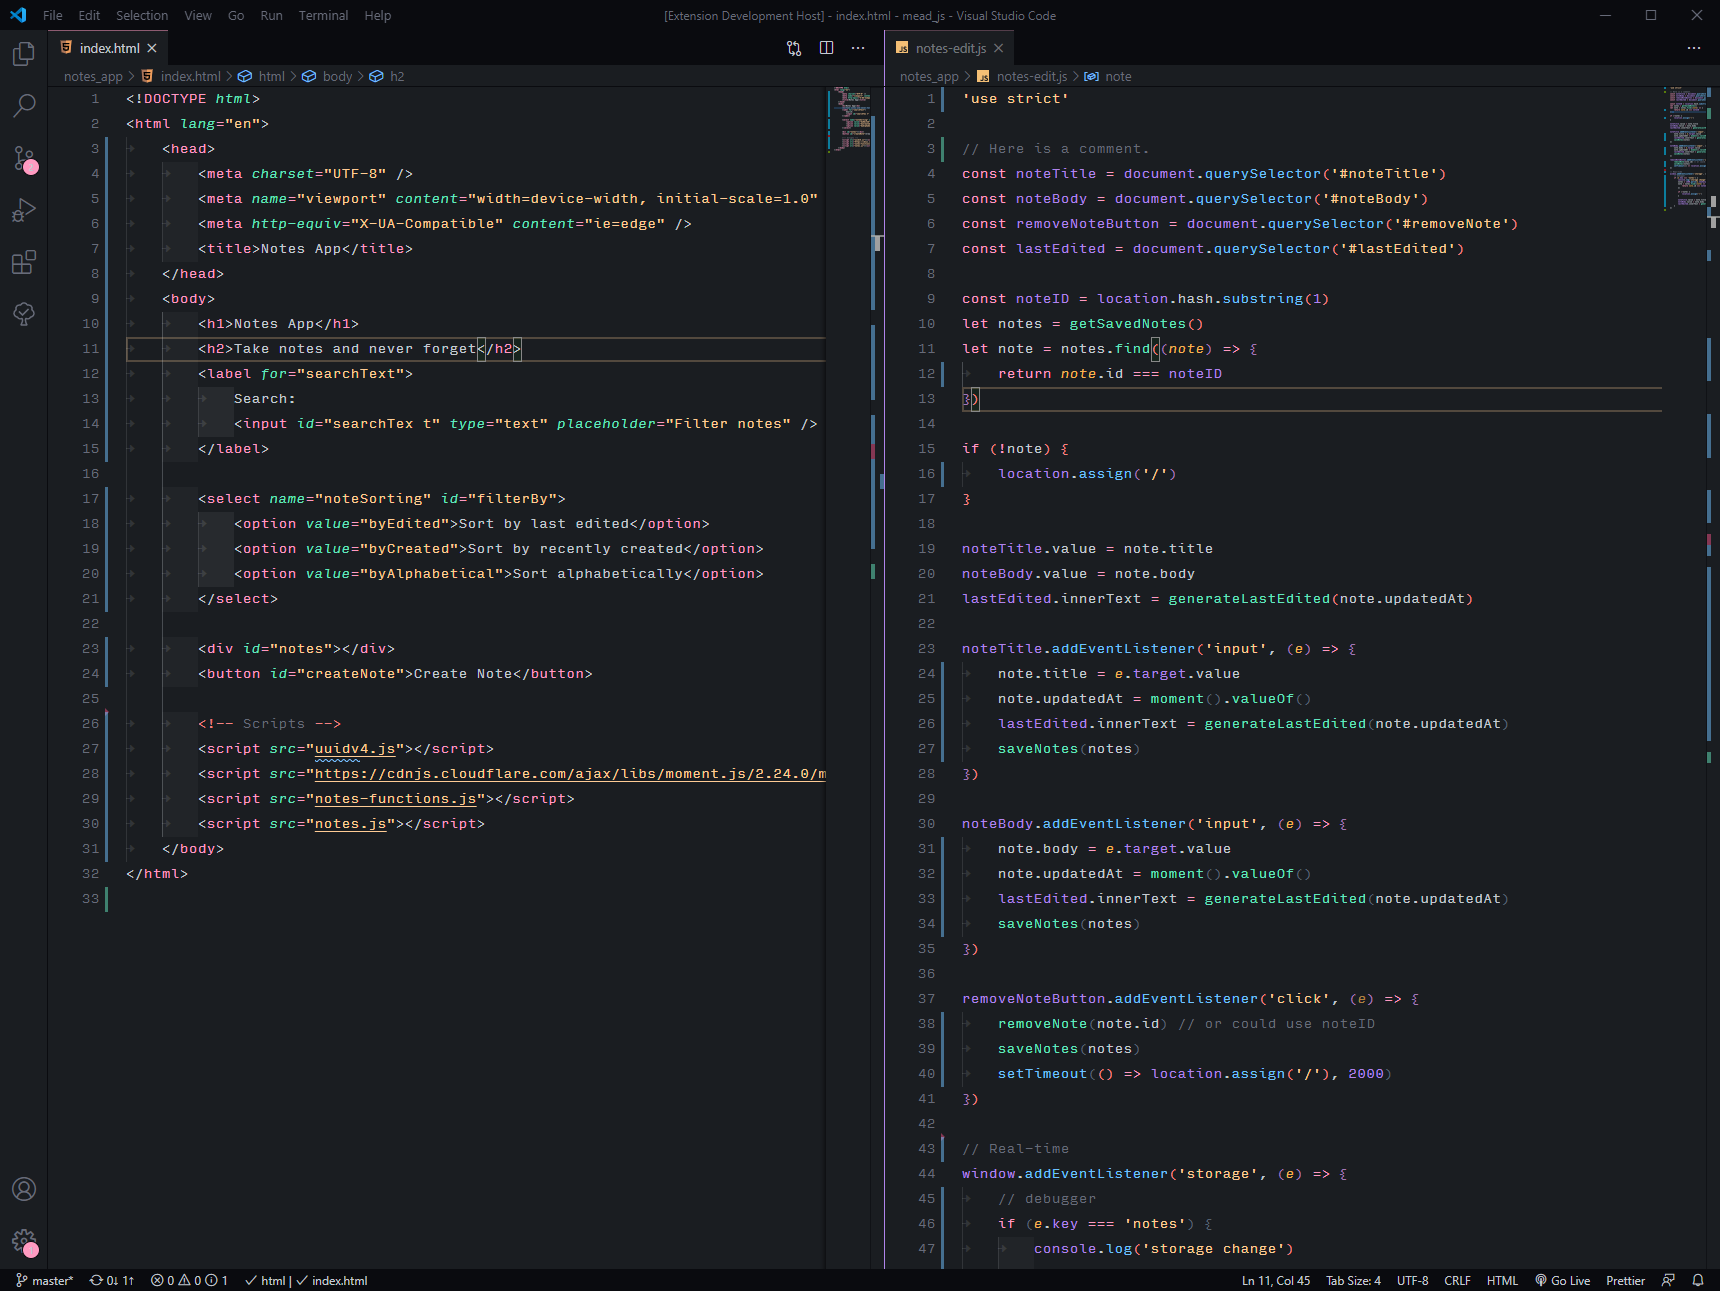 File Edit Selection View Go Run Terminal Help
[Extension Development Host] - index.html - mead_js - Visual Studio Code
index.html
notes_app > index.html > html > body > h2
1 <!DOCTYPE html>
2 <html lang="en">
3 <head>
4 <meta charset="UTF-8" />
5 <meta name="viewport" content="width=device-width, initial-scale=1.0"
6 <meta http-equiv="X-UA-Compatible" content="ie=edge" />
7 <title>Notes App</title>
8 </head>
9 <body>
10 <h1>Notes App</h1>
11 <h2>Take notes and never forget</h2>
12 <label for="searchText">
13 Search:
14 <input id="searchTex t" type="text" placeholder="Filter notes" />
15 </label>
16
17 <select name="noteSorting" id="filterBy">
18 <option value="byEdited">Sort by last edited</option>
19 <option value="byCreated">Sort by recently created</option>
20 <option value="byAlphabetical">Sort alphabetically</option>
21 </select>
22
23 <div id="notes"></div>
24 <button id="createNote">Create Note</button>
25
26 <!-- Scripts -->
27 <script src="uuidv4.js"></script>
28 <script src="https://cdnjs.cloudflare.com/ajax/libs/moment.js/2.24.0/m
29 <script src="notes-functions.js"></script>
30 <script src="notes.js"></script>
31 </body>
32 </html>
33
notes-edit.js
notes_app > notes-edit.js > note
1 'use strict'
2
3 // Here is a comment.
4 const noteTitle = document.querySelector('#noteTitle')
5 const noteBody = document.querySelector('#noteBody')
6 const removeNoteButton = document.querySelector('#removeNote')
7 const lastEdited = document.querySelector('#lastEdited')
8
9 const noteID = location.hash.substring(1)
10 let notes = getSavedNotes()
11 let note = notes.find((note) => {
12 return note.id === noteID
13 })
14
15 if (!note) {
16 location.assign('/')
17 }
18
19 noteTitle.value = note.title
20 noteBody.value = note.body
21 lastEdited.innerText = generateLastEdited(note.updatedAt)
22
23 noteTitle.addEventListener('input', (e) => {
24 note.title = e.target.value
25 note.updatedAt = moment().valueOf()
26 lastEdited.innerText = generateLastEdited(note.updatedAt)
27 saveNotes(notes)
28 })
29
30 noteBody.addEventListener('input', (e) => {
31 note.body = e.target.value
32 note.updatedAt = moment().valueOf()
33 lastEdited.innerText = generateLastEdited(note.updatedAt)
34 saveNotes(notes)
35 })
36
37 removeNoteButton.addEventListener('click', (e) => {
38 removeNote(note.id) // or could use noteID
39 saveNotes(notes)
40 setTimeout(() => location.assign('/'), 2000)
41 })
42
43 // Real-time
44 window.addEventListener('storage', (e) => {
45 // debugger
46 if (e.key === 'notes') {
47 console.log('storage change')
master* 0↓ 1↑ 0 0 1 html | index.html
Ln 11, Col 45 Tab Size: 4 UTF-8 CRLF HTML Go Live Prettier